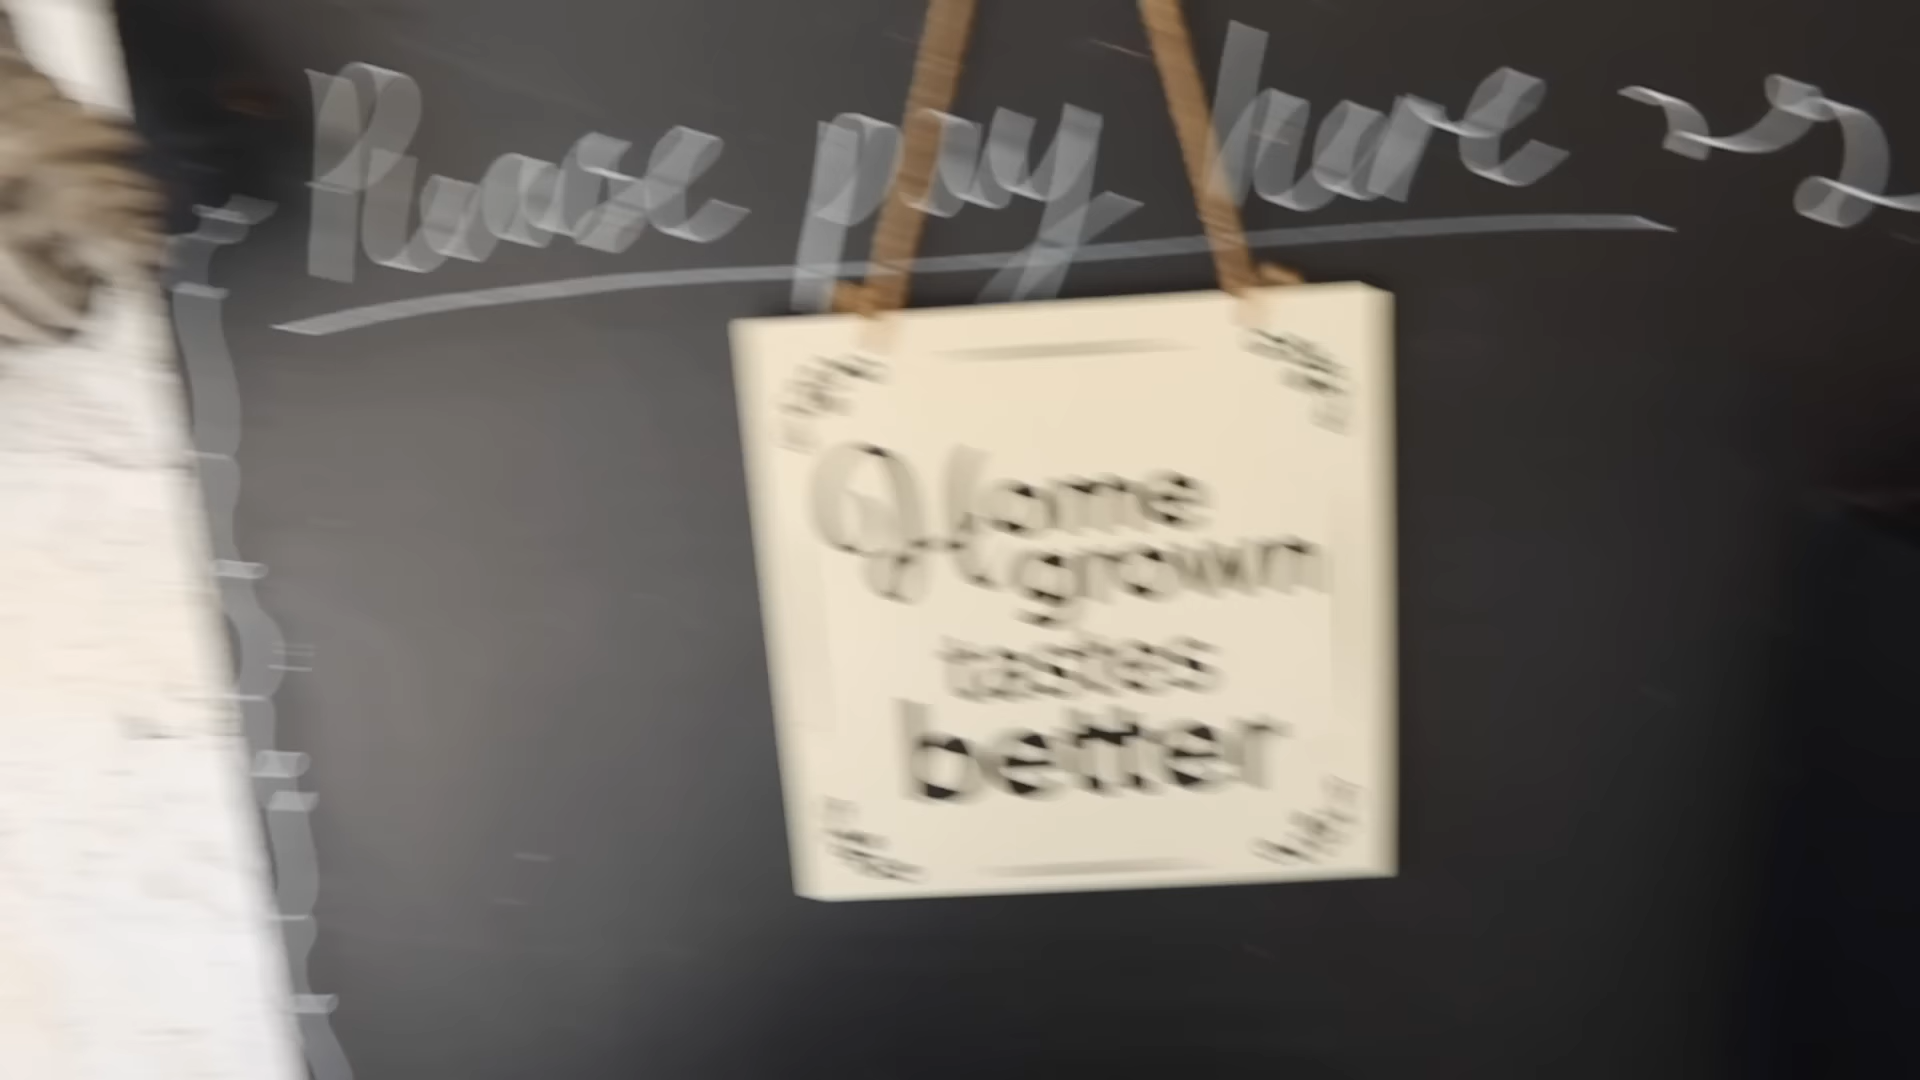 Please pay here
Home
grown
tastes
better